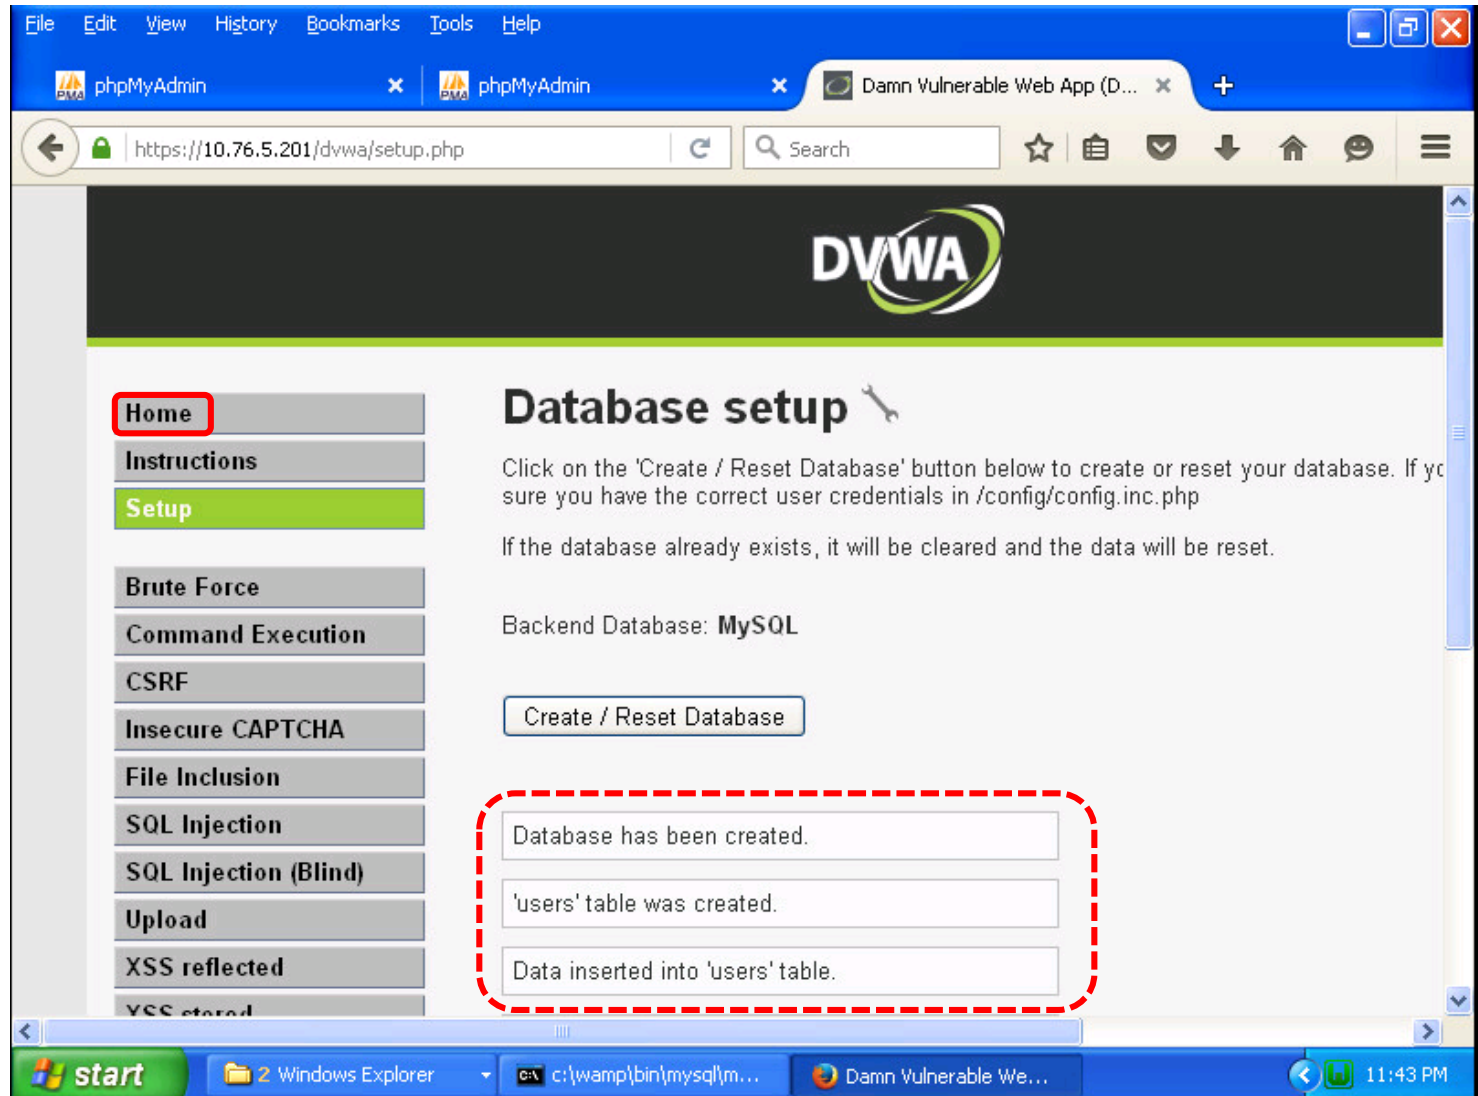 File Edit View History Bookmarks Tools Help
phpMyAdmin
phpMyAdmin
Damn Vulnerable Web App (D...
https://10.76.5.201/dvwa/setup.php
Search
DVWA
Home
Instructions
Setup
Brute Force
Command Execution
CSRF
Insecure CAPTCHA
File Inclusion
SQL Injection
SQL Injection (Blind)
Upload
XSS reflected
XSS stored
Database setup
Click on the 'Create / Reset Database' button below to create or reset your database. If yo
sure you have the correct user credentials in /config/config.inc.php
If the database already exists, it will be cleared and the data will be reset.
Backend Database: MySQL
Create / Reset Database
Database has been created.
'users' table was created.
Data inserted into 'users' table.
start
2 Windows Explorer
c:\wamp\bin\mysql\m...
Damn Vulnerable We...
11:43 PM